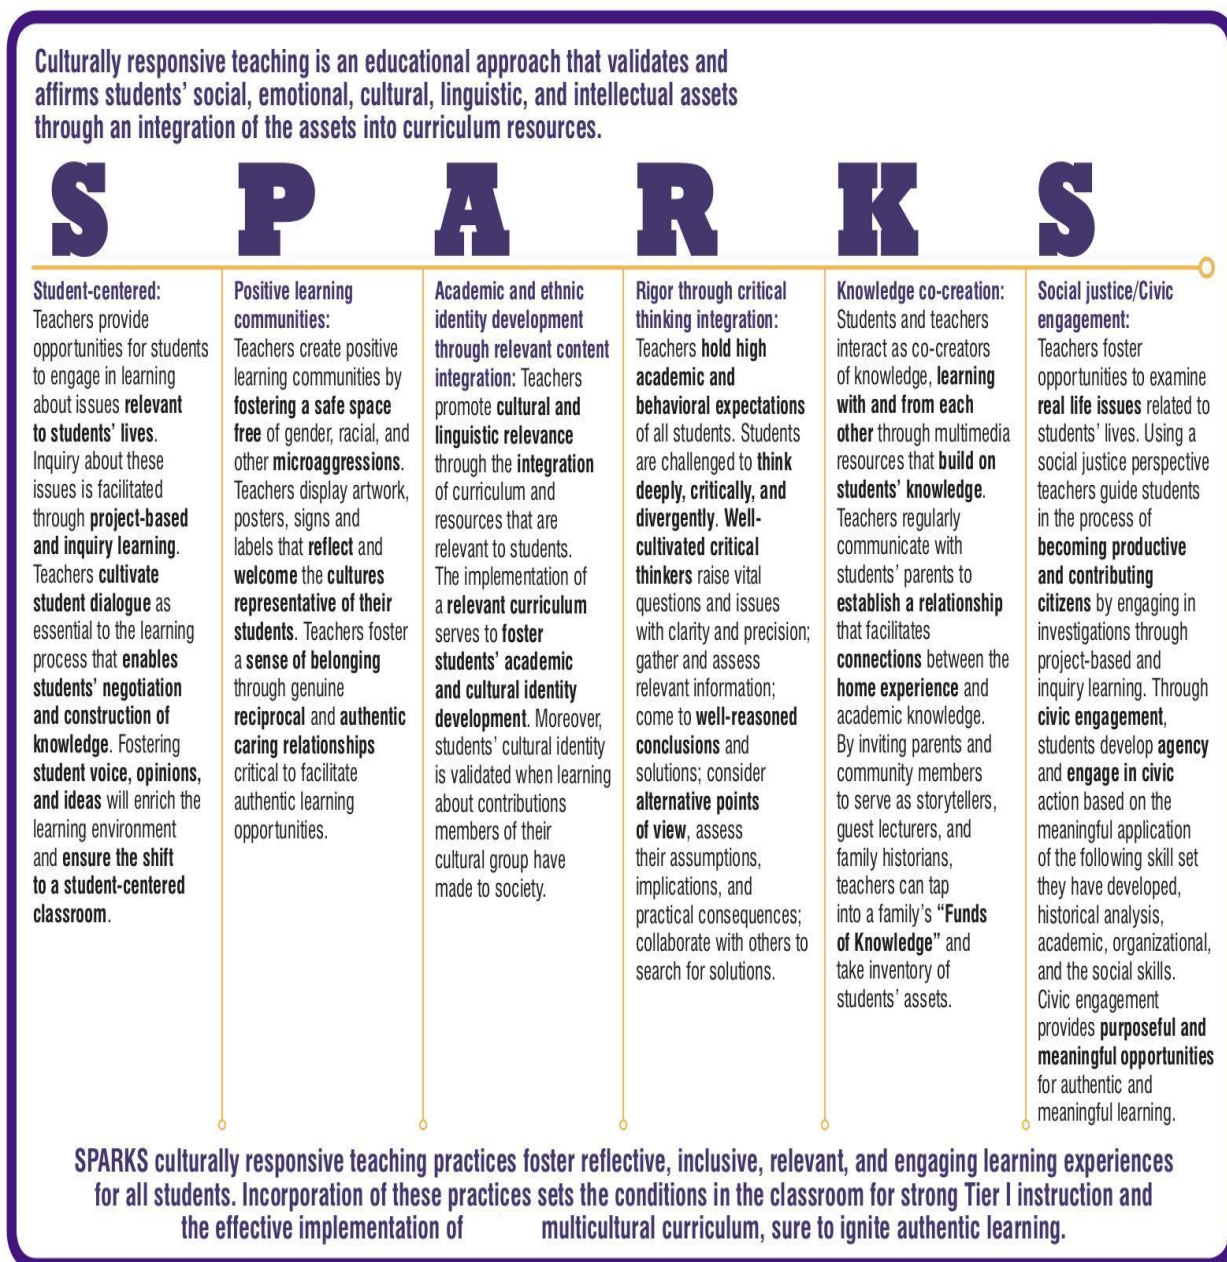 Culturally responsive teaching is an educational approach that validates and
affirms students' social, emotional, cultural, linguistic, and intellectual assets
through an integration of the assets into curriculum resources.
S P A R K S
Student-centered:
Teachers provide
opportunities for students
to engage in learning
about issues relevant
to students' lives.
Inquiry about these
issues is facilitated
through project-based
and inquiry learning.
Teachers cultivate
student dialogue as
essential to the learning
process that enables
students' negotiation
and construction of
knowledge. Fostering
student voice, opinions,
and ideas will enrich the
learning environment
and ensure the shift
to a student-centered
classroom.
Positive learning
communities:
Teachers create positive
learning communities by
fostering a safe space
free of gender, racial, and
other microaggressions.
Teachers display artwork,
posters, signs and
labels that reflect and
welcome the cultures
representative of their
students. Teachers foster
a sense of belonging
through genuine
reciprocal and authentic
caring relationships
critical to facilitate
authentic learning
opportunities.
Academic and ethnic
identity development
through relevant content
integration: Teachers
promote cultural and
linguistic relevance
through the integration
of curriculum and
resources that are
relevant to students.
The implementation of
a relevant curriculum
serves to foster
students' academic
and cultural identity
development. Moreover,
students' cultural identity
is validated when learning
about contributions
members of their
cultural group have
made to society.
Rigor through critical
thinking integration:
Teachers hold high
academic and
behavioral expectations
of all students. Students
are challenged to think
deeply, critically, and
divergently. Well-
cultivated critical
thinkers raise vital
questions and issues
with clarity and precision;
gather and assess
relevant information;
come to well-reasoned
conclusions and
solutions; consider
alternative points
of view, assess
their assumptions,
implications, and
practical consequences;
collaborate with others to
search for solutions.
Knowledge co-creation:
Students and teachers
interact as co-creators
of knowledge, learning
with and from each
other through multimedia
resources that build on
students' knowledge.
Teachers regularly
communicate with
students' parents to
establish a relationship
that facilitates
connections between the
home experience and
academic knowledge.
By inviting parents and
community members
to serve as storytellers,
guest lecturers, and
family historians,
teachers can tap
into a family's "Funds
of Knowledge" and
take inventory of
students' assets.
Social justice/Civic
engagement:
Teachers foster
opportunities to examine
real life issues related to
students' lives. Using a
social justice perspective
teachers guide students
in the process of
becoming productive
and contributing
citizens by engaging in
investigations through
project-based and
inquiry learning. Through
civic engagement,
students develop agency
and engage in civic
action based on the
meaningful application
of the following skill set
they have developed,
historical analysis,
academic, organizational,
and the social skills.
Civic engagement
provides purposeful and
meaningful opportunities
for authentic and
meaningful learning.
SPARKS culturally responsive teaching practices foster reflective, inclusive, relevant, and engaging learning experiences
for all students. Incorporation of these practices sets the conditions in the classroom for strong Tier I instruction and
the effective implementation of multicultural curriculum, sure to ignite authentic learning.